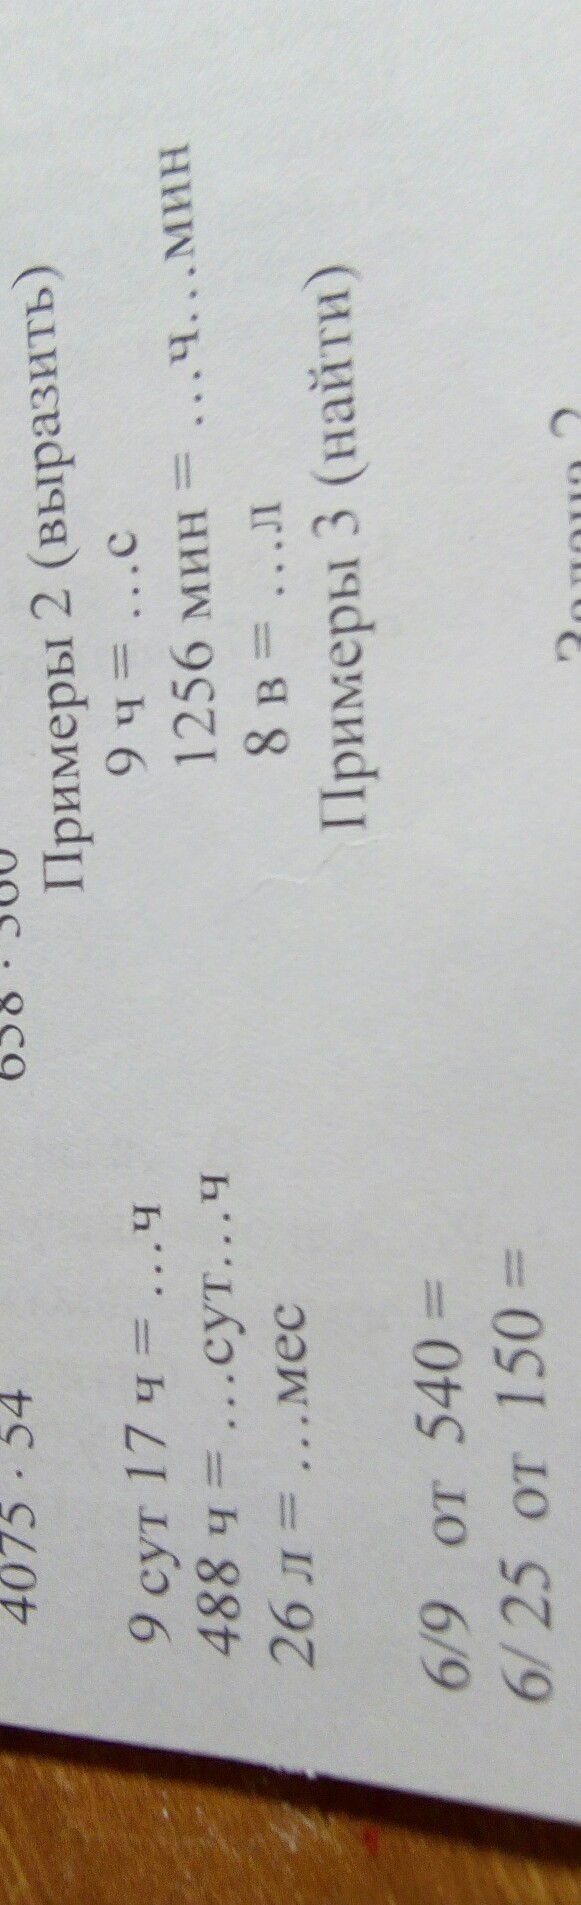 4075 · 54 658 · 300
Примеры 2 (выразить)
9 сут 17 ч = …ч 9 ч = …с
488 ч = …сут…ч 1256 мин = …ч…мин
26 л = …мес 8 в = ….л
Примеры 3 (найти)
6/9 от 540 =
6/ 25 от 150 =